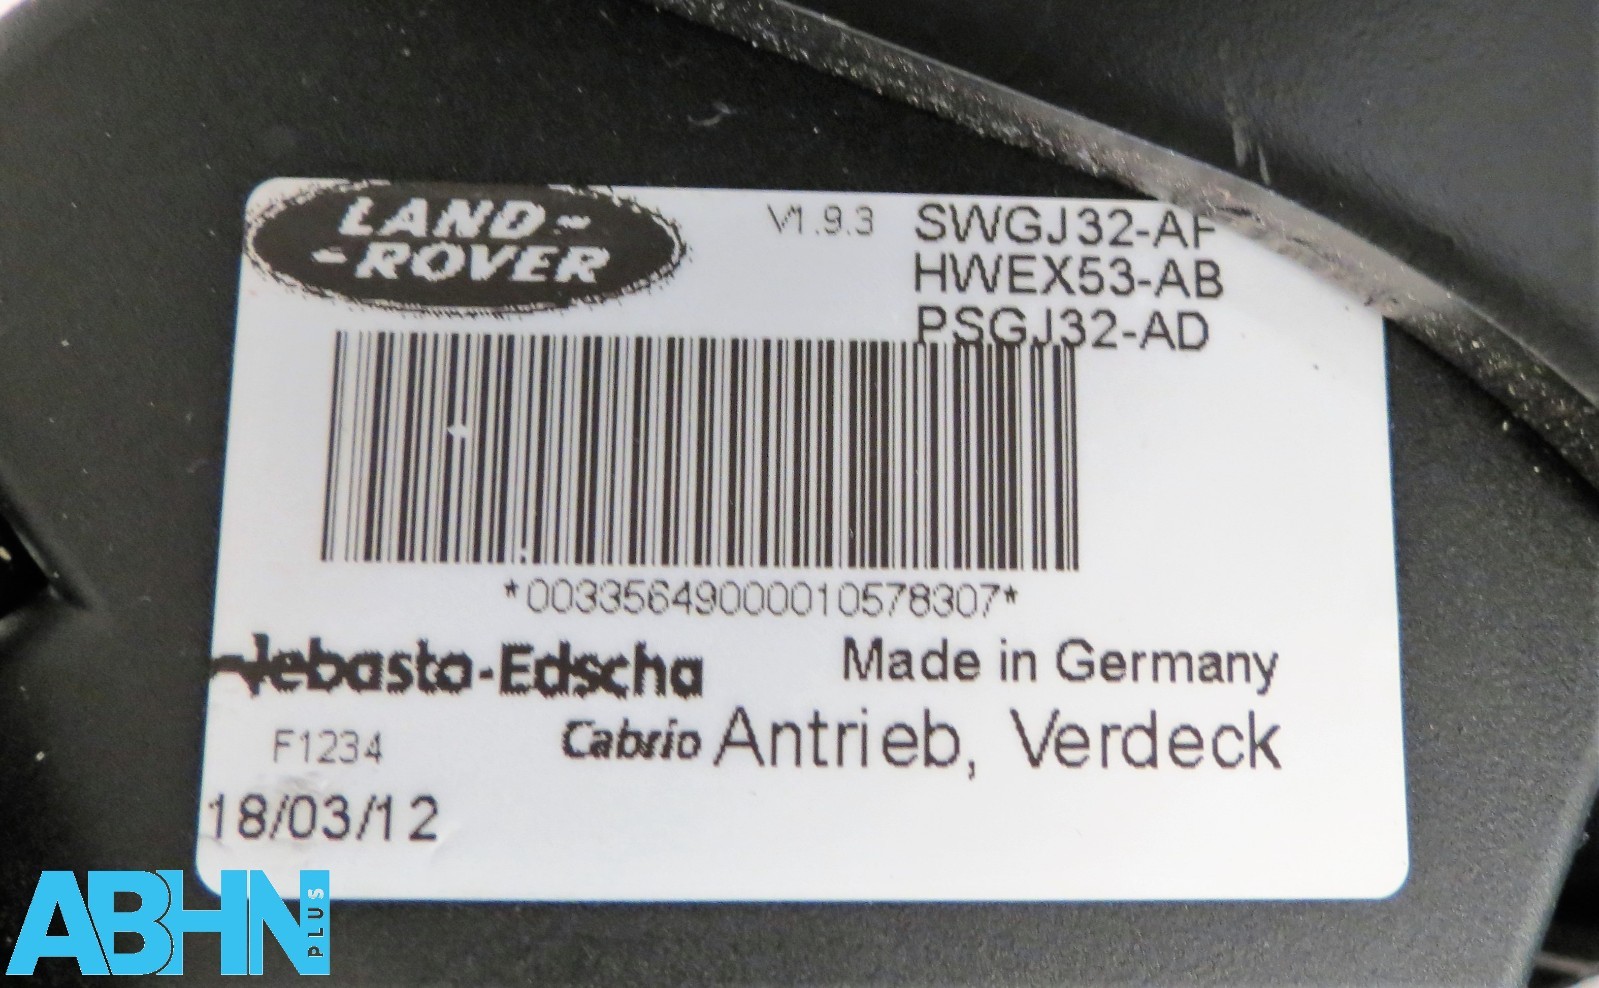 LAND-
-ROVER
V1.9.3
SWGJ32-AF
HWEX53-AB
PSGJ32-AD
*00335649000010578307*
Webasto-Edscha
Made in Germany
F1234
Cabrio Antrieb, Verdeck
18/03/12
ABHN
PLUS